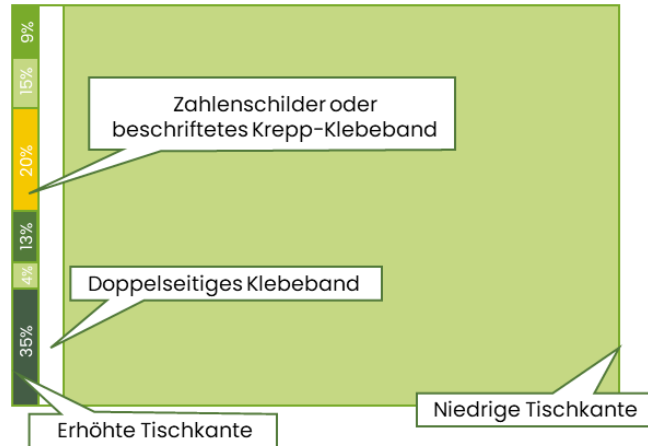 9%
15%
Zahlenschilder oder
beschriftetes Krepp-Klebeband
20%
13%
4%
Doppelseitiges Klebeband
35%
Niedrige Tischkante
Erhöhte Tischkante